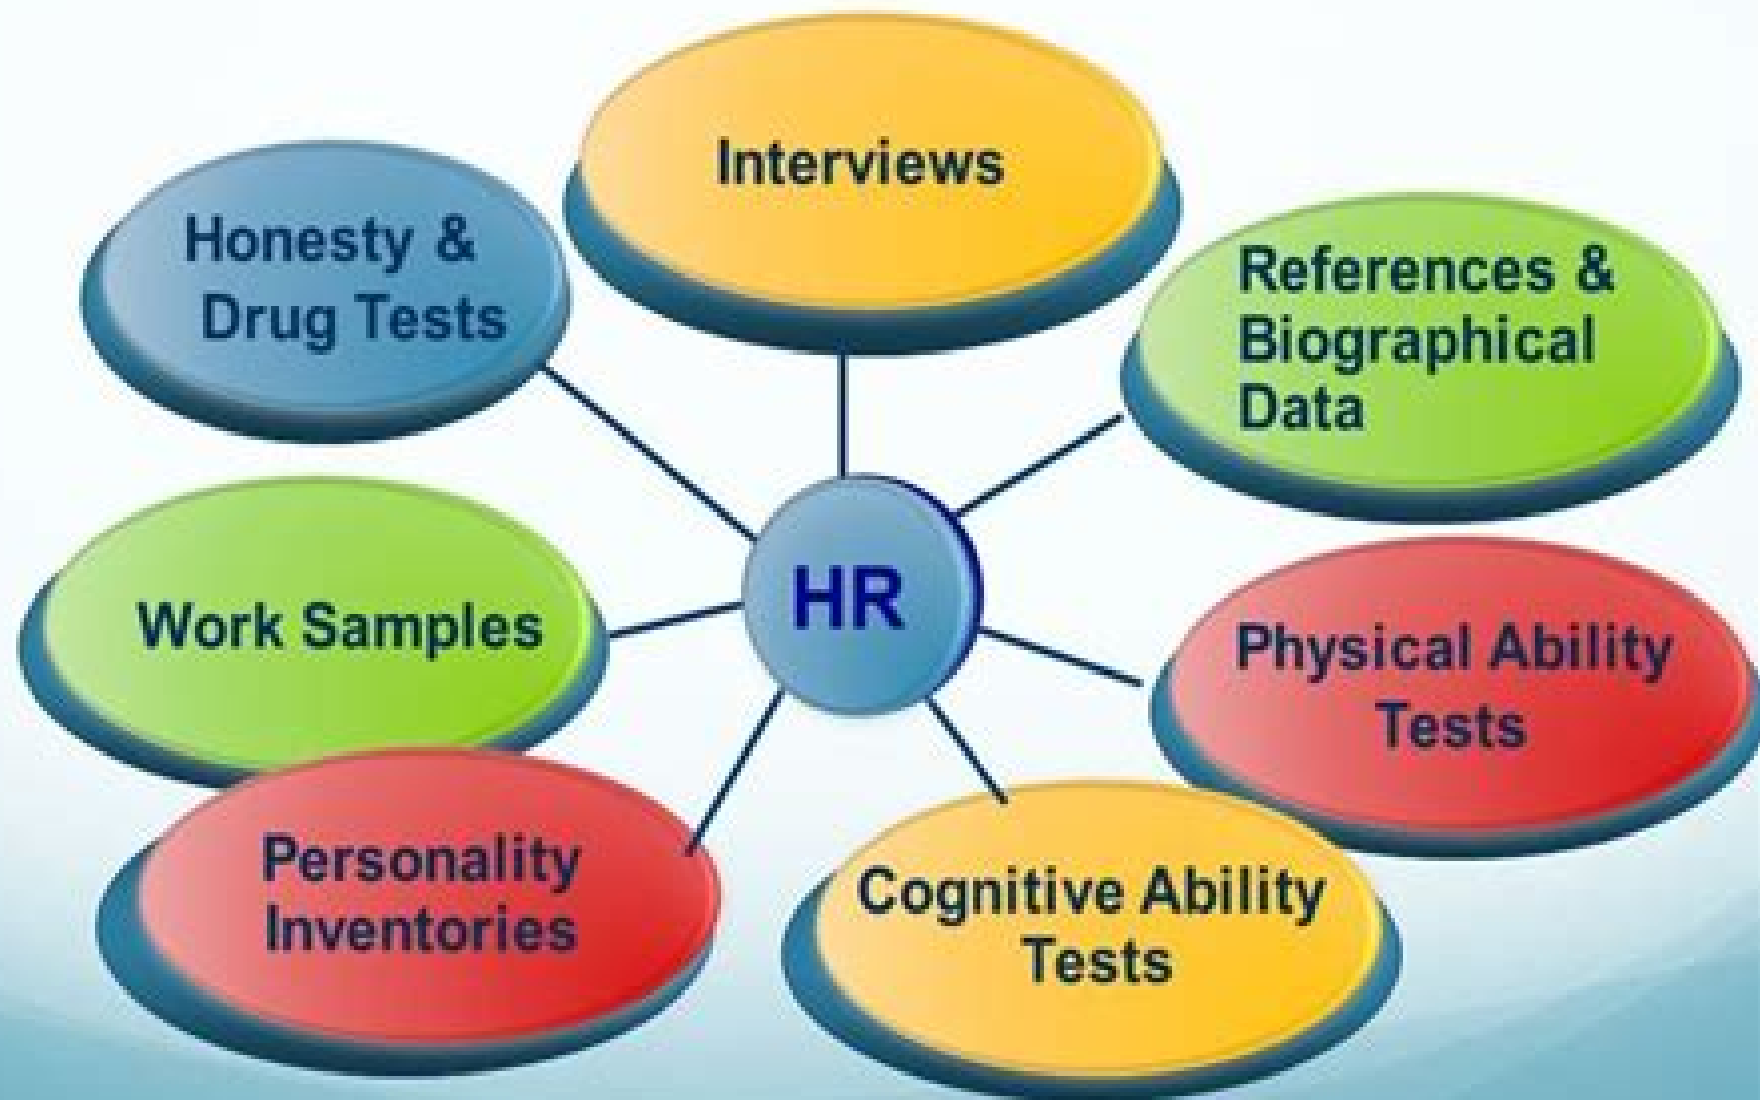 Interviews
Honesty &
Drug Tests
References &
Biographical
Data
HR
Work Samples
Physical Ability
Tests
Personality
Inventories
Cognitive Ability
Tests